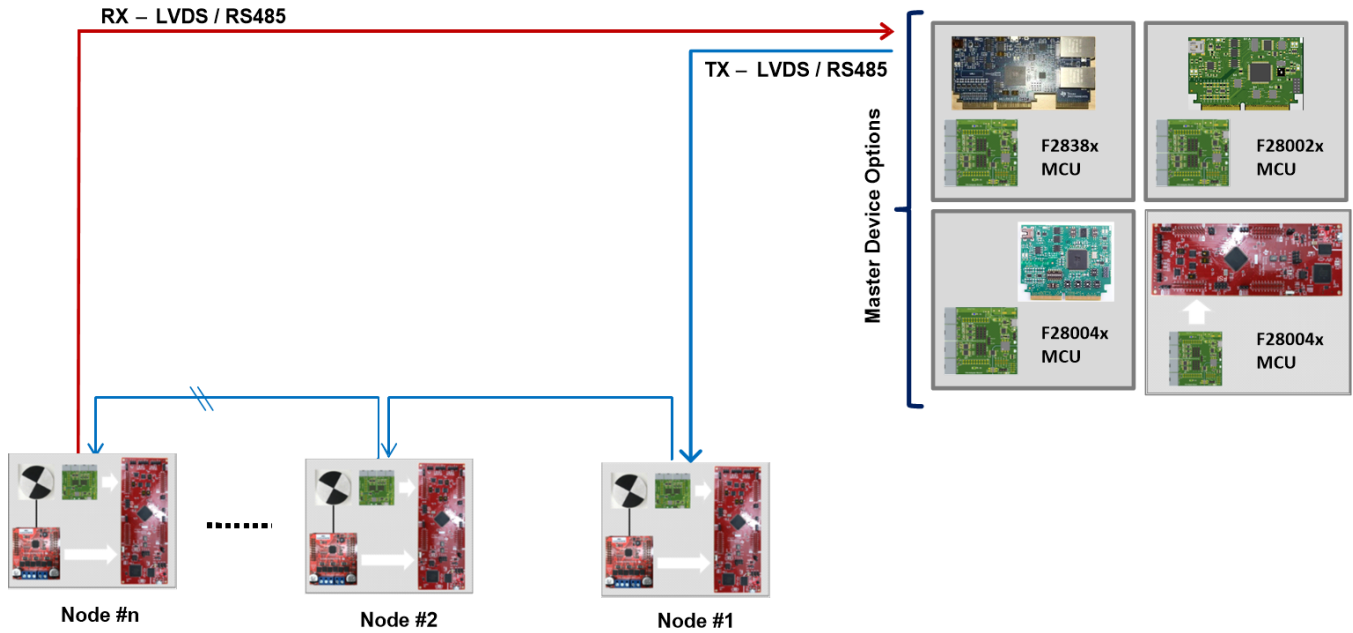 RX – LVDS / RS485
TX – LVDS / RS485
Master Device Options
F2838x
MCU
F28002x
MCU
F28004x
MCU
F28004x
MCU
Node #n
Node #2
Node #1